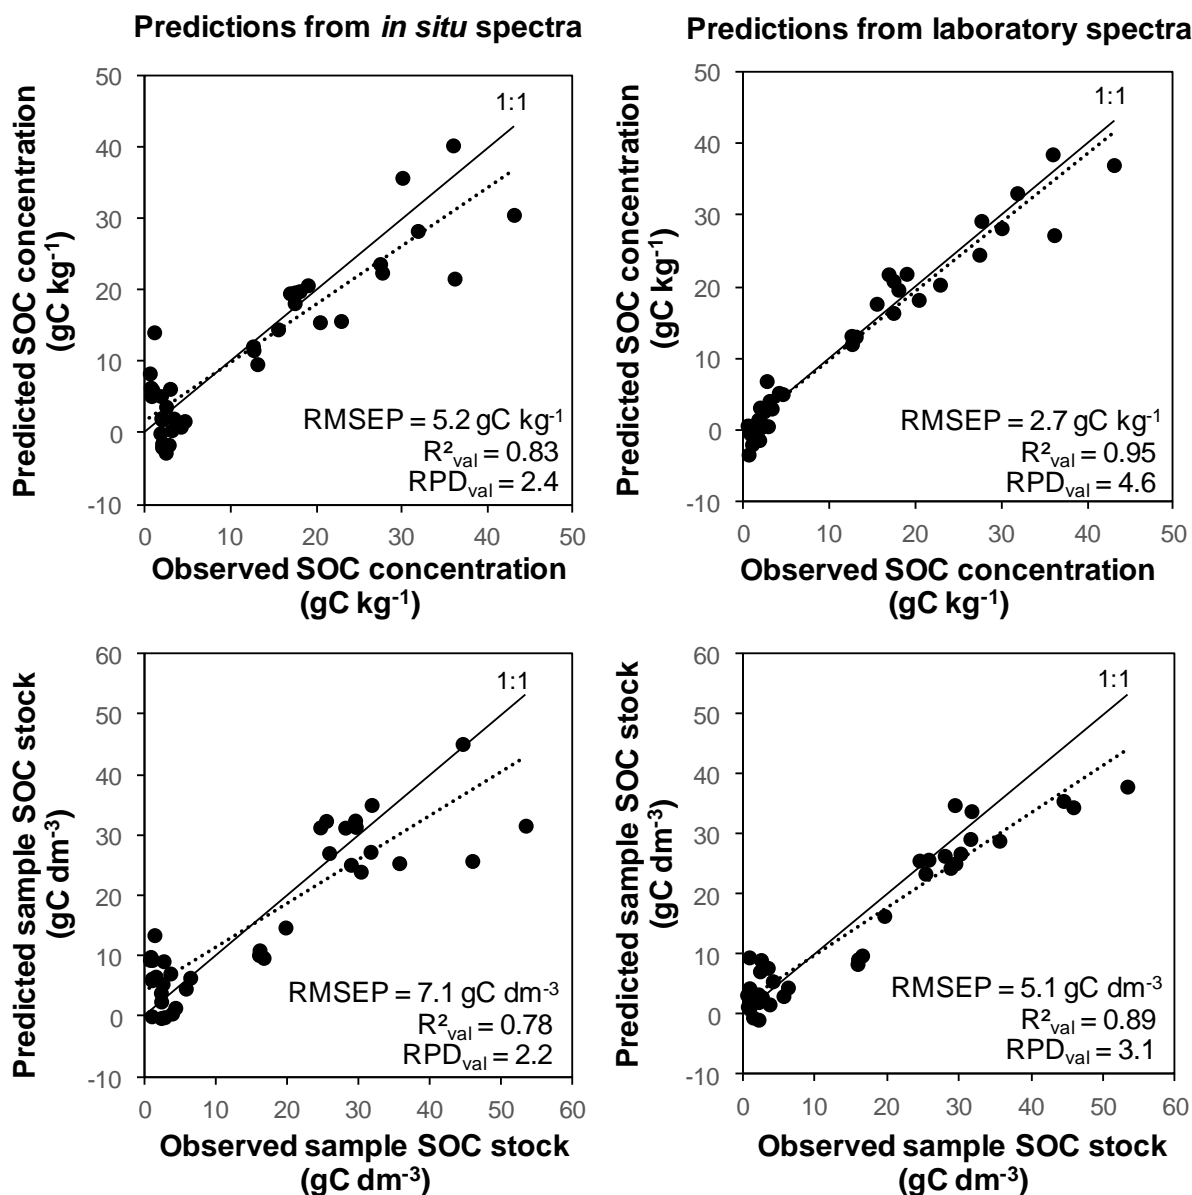 Predictions from in situ spectra
Predicted SOC concentration
(gC kg⁻¹)
50
40
30
20
10
0
-10
1:1
RMSEP = 5.2 gC kg⁻¹
R²val = 0.83
RPDval = 2.4
0 10 20 30 40 50
Observed SOC concentration
(gC kg⁻¹)
Predictions from laboratory spectra
Predicted SOC concentration
(gC kg⁻¹)
50
40
30
20
10
0
-10
1:1
RMSEP = 2.7 gC kg⁻¹
R²val = 0.95
RPDval = 4.6
0 10 20 30 40 50
Observed SOC concentration
(gC kg⁻¹)
Predicted sample SOC stock
(gC dm⁻³)
60
50
40
30
20
10
0
-10
1:1
RMSEP = 7.1 gC dm⁻³
R²val = 0.78
RPDval = 2.2
0 10 20 30 40 50 60
Observed sample SOC stock
(gC dm⁻³)
Predicted sample SOC stock
(gC dm⁻³)
60
50
40
30
20
10
0
-10
1:1
RMSEP = 5.1 gC dm⁻³
R²val = 0.89
RPDval = 3.1
0 10 20 30 40 50 60
Observed sample SOC stock
(gC dm⁻³)